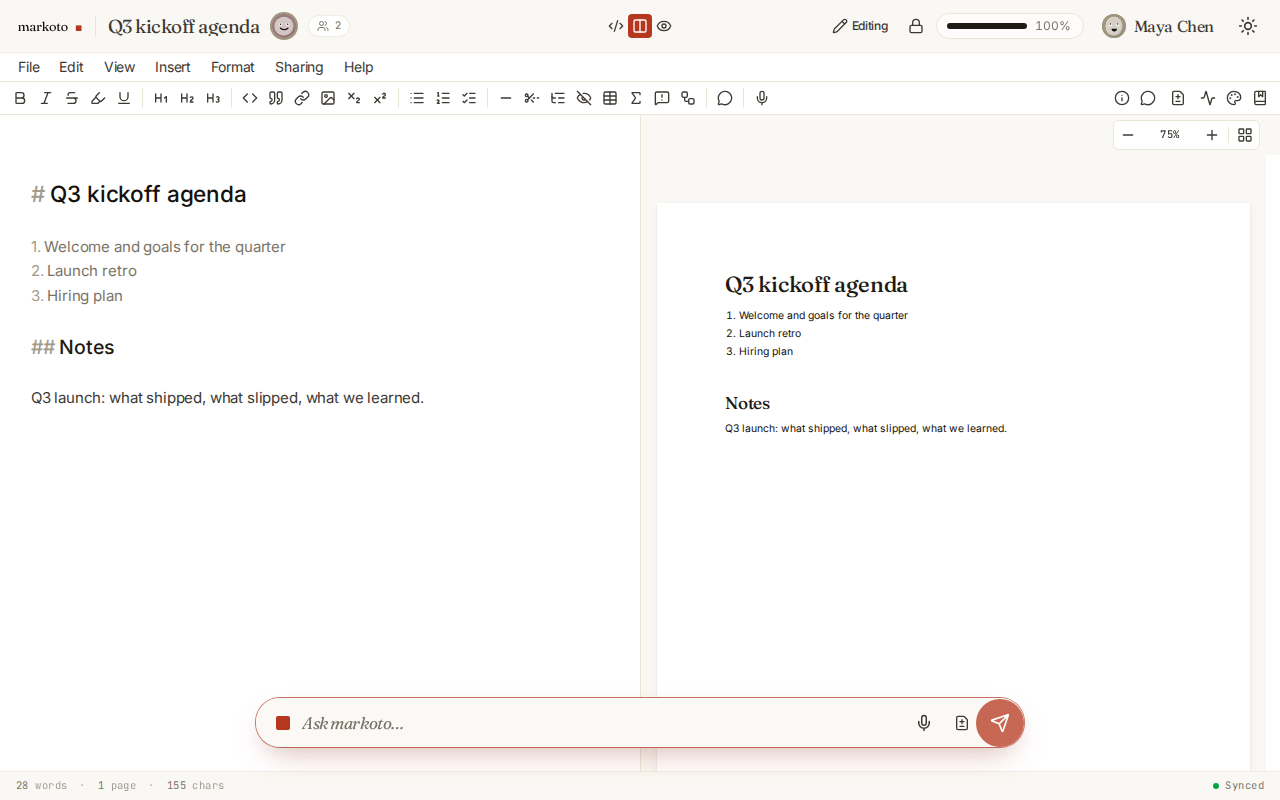 markoto Q3 kickoff agenda 2 Editing 100% Maya Chen
File Edit View Insert Format Sharing Help
H1 H2 H3
75%
# Q3 kickoff agenda
1. Welcome and goals for the quarter
2. Launch retro
3. Hiring plan
## Notes
Q3 launch: what shipped, what slipped, what we learned.
Q3 kickoff agenda
1. Welcome and goals for the quarter
2. Launch retro
3. Hiring plan
Notes
Q3 launch: what shipped, what slipped, what we learned.
Ask markoto...
28 words · 1 page · 155 chars Synced